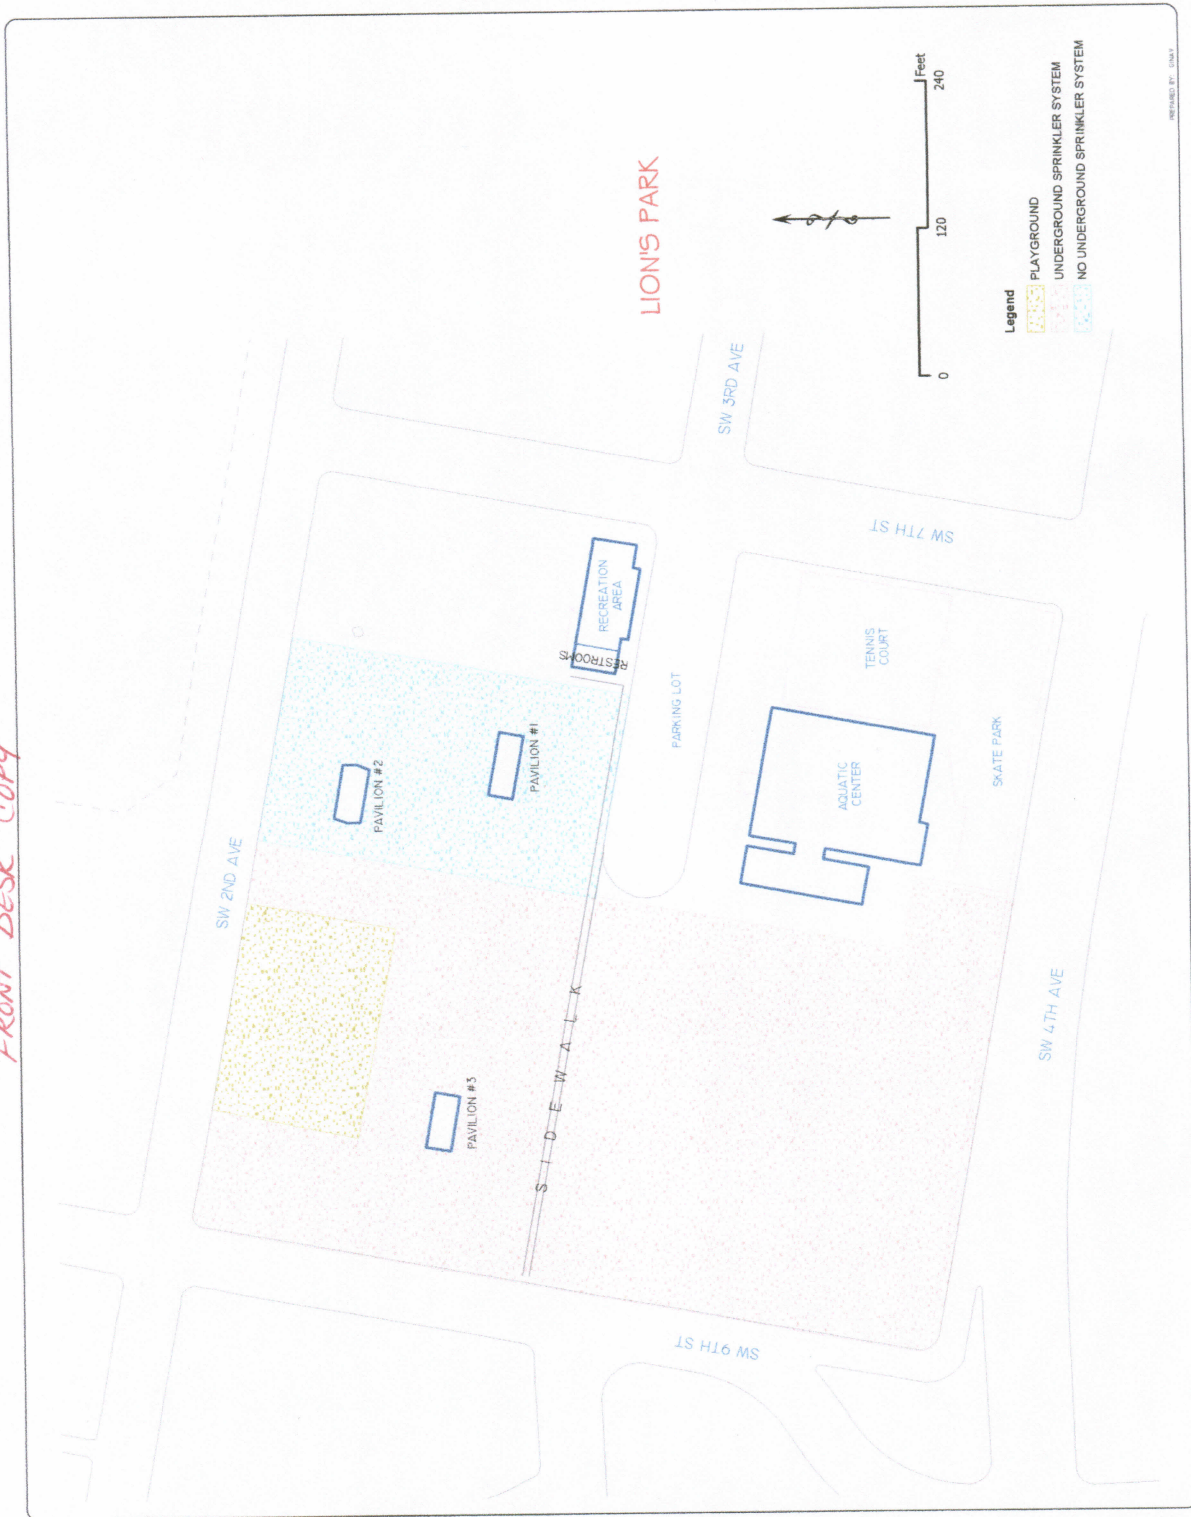 FRONT DESK COPY
LION'S PARK
SW 2ND AVE
PAVILION #2
PAVILION #1
PAVILION #3
RESTROOMS
RECREATION
AREA
SIDEWALK
PARKING LOT
SW 3RD AVE
SW 7TH ST
TENNIS
COURT
AQUATIC
CENTER
SKATE PARK
SW 4TH AVE
SW 9TH ST
0 120 240
Feet
Legend
PLAYGROUND
UNDERGROUND SPRINKLER SYSTEM
NO UNDERGROUND SPRINKLER SYSTEM
PREPARED BY: